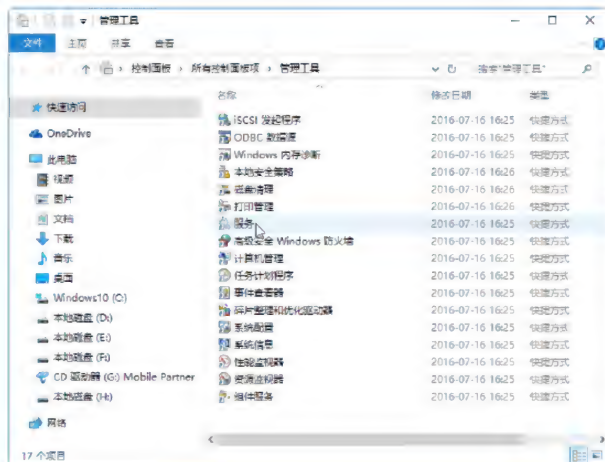 管理工具
文件 主页 共享 查看
控制面板 › 所有控制面板项 › 管理工具 搜索"管理工具"
名称 修改日期 类型
快速访问
OneDrive
此电脑
视频
图片
文档
下载
音乐
桌面
Windows10 (C:)
本地磁盘 (D:)
本地磁盘 (E:)
本地磁盘 (F:)
CD 驱动器 (G:) Mobile Partner
本地磁盘 (H:)
网络
iSCSI 发起程序 2016-07-16 16:25 快捷方式
ODBC 数据源 2016-07-16 16:25 快捷方式
Windows 内存诊断 2016-07-16 16:25 快捷方式
本地安全策略 2016-07-16 16:26 快捷方式
磁盘清理 2016-07-16 16:26 快捷方式
打印管理 2016-07-16 16:26 快捷方式
服务 2016-07-16 16:25 快捷方式
高级安全 Windows 防火墙 2016-07-16 16:25 快捷方式
计算机管理 2016-07-16 16:25 快捷方式
任务计划程序 2016-07-16 16:25 快捷方式
事件查看器 2016-07-16 16:25 快捷方式
碎片整理和优化驱动器 2016-07-16 16:25 快捷方式
系统配置 2016-07-16 16:25 快捷方式
系统信息 2016-07-16 16:25 快捷方式
性能监视器 2016-07-16 16:25 快捷方式
资源监视器 2016-07-16 16:25 快捷方式
组件服务 2016-07-16 16:25 快捷方式
17 个项目